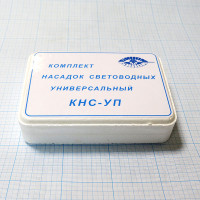 КОМПЛЕКТ
НАСАДОК СВЕТОВОДНЫХ
УНИВЕРСАЛЬНЫЙ
КНС-УП